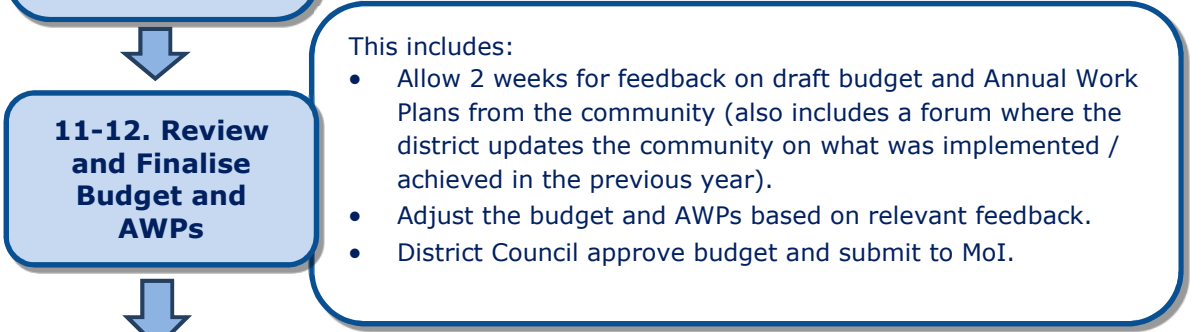 11-12. Review
and Finalise
Budget and
AWPs
This includes:
• Allow 2 weeks for feedback on draft budget and Annual Work
Plans from the community (also includes a forum where the
district updates the community on what was implemented /
achieved in the previous year).
• Adjust the budget and AWPs based on relevant feedback.
• District Council approve budget and submit to MoI.